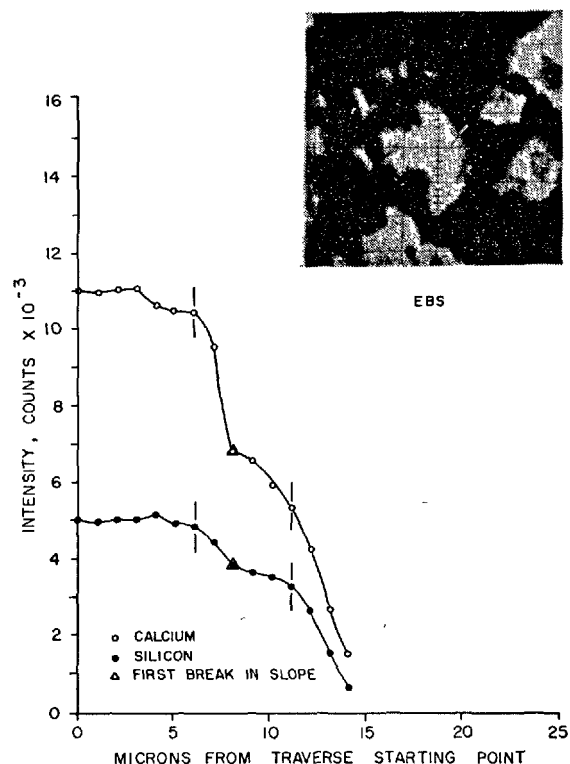 EBS
16
14
12
10
8
6
4
2
0
INTENSITY, COUNTS X 10⁻³
○ CALCIUM
● SILICON
△ FIRST BREAK IN SLOPE
0 5 10 15 20 25
MICRONS FROM TRAVERSE STARTING POINT